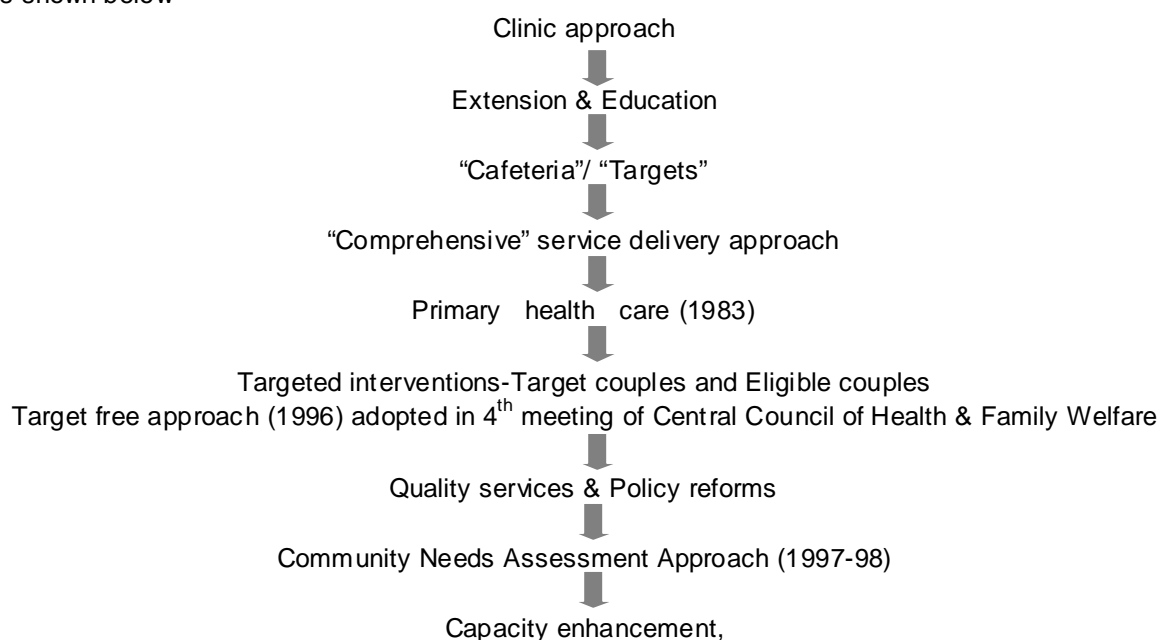 shown below
Clinic approach
Extension & Education
“Cafeteria”/ “Targets”
“Comprehensive” service delivery approach
Primary health care (1983)
Targeted interventions-Target couples and Eligible couples
Target free approach (1996) adopted in 4th meeting of Central Council of Health & Family Welfare
Quality services & Policy reforms
Community Needs Assessment Approach (1997-98)
Capacity enhancement,